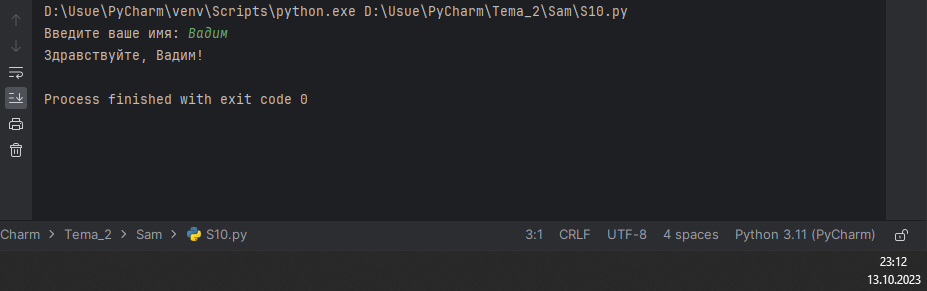 D:\Usue\PyCharm\venv\Scripts\python.exe D:\Usue\PyCharm\Tema_2\Sam\S10.py
Введите ваше имя: Вадим
Здравствуйте, Вадим!
Process finished with exit code 0
Charm > Tema_2 > Sam > S10.py 3:1 CRLF UTF-8 4 spaces Python 3.11 (PyCharm)
23:12
13.10.2023